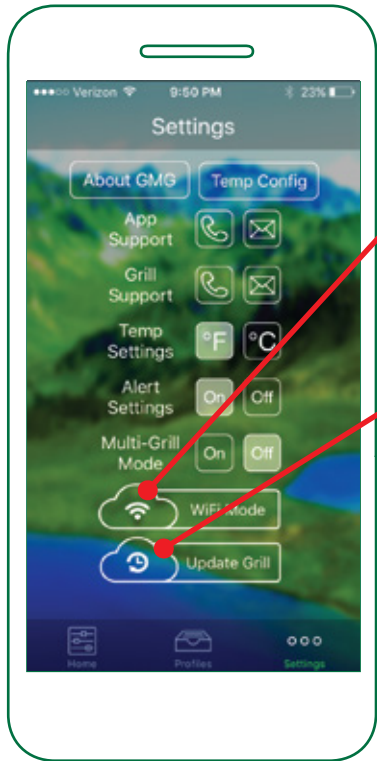 Verizon 9:50 PM 23%
Settings
About GMG Temp Config
App
Support
Grill
Support
Temp
Settings
°F °C
Alert
Settings
On Off
Multi-Grill
Mode
On Off
WiFi Mode
Update Grill
Home Profiles Settings